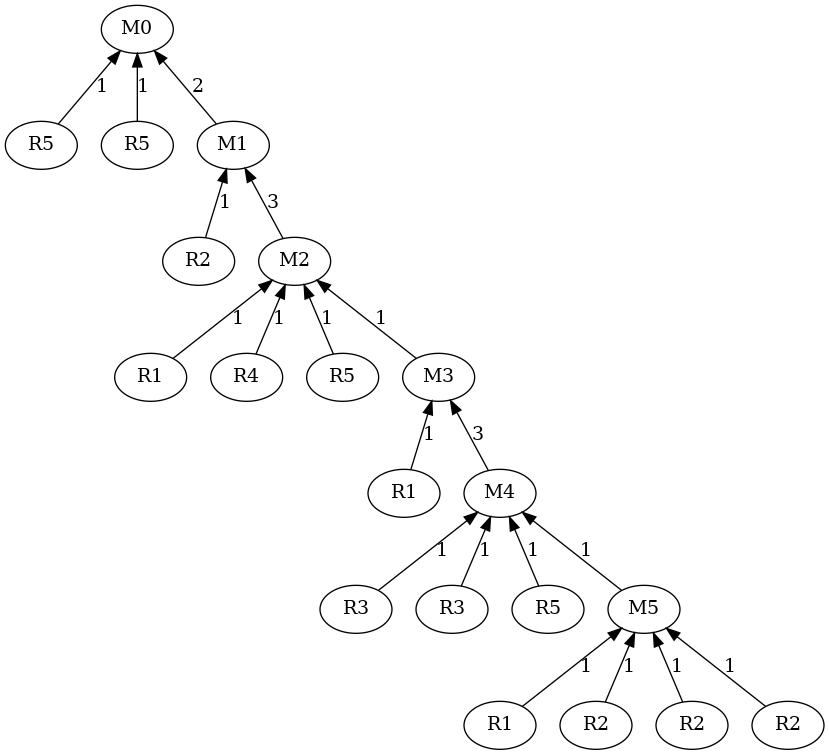 M0
1 1 2
R5 R5 M1
1 3
R2 M2
1 1 1 1
R1 R4 R5 M3
1 3
R1 M4
1 1 1 1
R3 R3 R5 M5
1 1 1 1
R1 R2 R2 R2